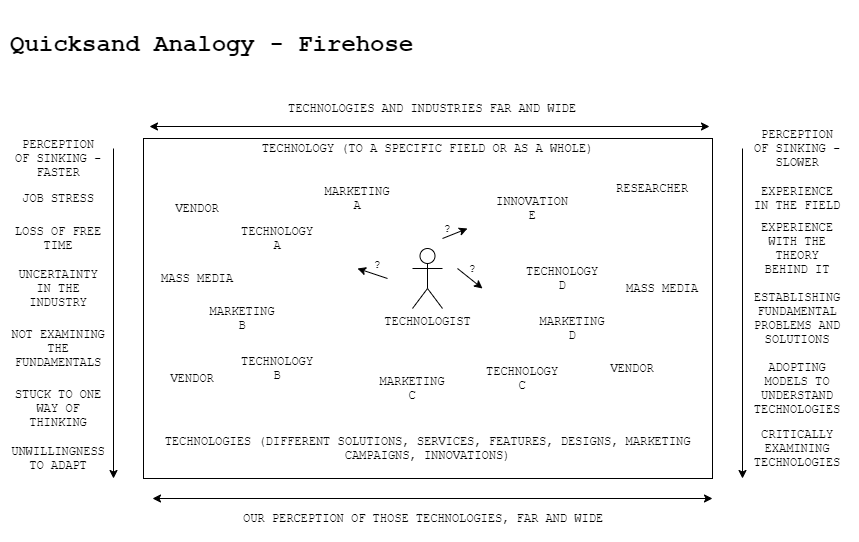 Quicksand Analogy - Firehose
TECHNOLOGIES AND INDUSTRIES FAR AND WIDE
PERCEPTION
OF SINKING -
FASTER
JOB STRESS
LOSS OF FREE
TIME
UNCERTAINTY
IN THE
INDUSTRY
NOT EXAMINING
THE
FUNDAMENTALS
STUCK TO ONE
WAY OF
THINKING
UNWILLINGNESS
TO ADAPT
TECHNOLOGY (TO A SPECIFIC FIELD OR AS A WHOLE)
MARKETING
A
RESEARCHER
VENDOR
INNOVATION
E
TECHNOLOGY
A
?
?
?
MASS MEDIA
TECHNOLOGY
D
MASS MEDIA
MARKETING
B
TECHNOLOGIST
MARKETING
D
TECHNOLOGY
B
VENDOR
MARKETING
C
TECHNOLOGY
C
VENDOR
TECHNOLOGIES (DIFFERENT SOLUTIONS, SERVICES, FEATURES, DESIGNS, MARKETING
CAMPAIGNS, INNOVATIONS)
PERCEPTION
OF SINKING -
SLOWER
EXPERIENCE
IN THE FIELD
EXPERIENCE
WITH THE
THEORY
BEHIND IT
ESTABLISHING
FUNDAMENTAL
PROBLEMS AND
SOLUTIONS
ADOPTING
MODELS TO
UNDERSTAND
TECHNOLOGIES
CRITICALLY
EXAMINING
TECHNOLOGIES
OUR PERCEPTION OF THOSE TECHNOLOGIES, FAR AND WIDE